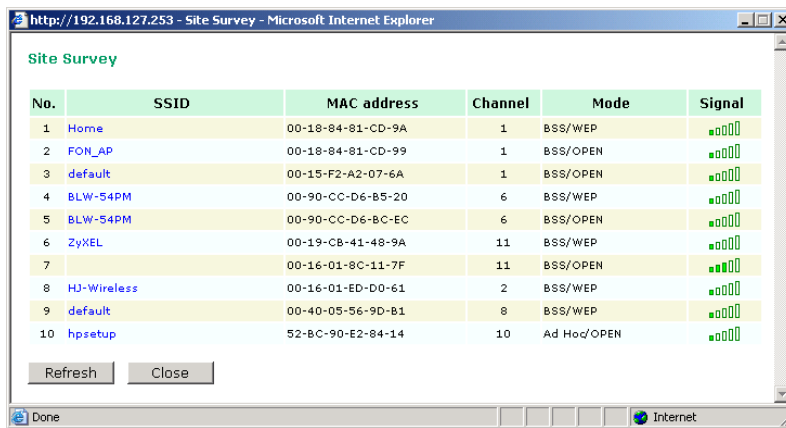 http://192.168.127.253 - Site Survey - Microsoft Internet Explorer
Site Survey
No. SSID MAC address Channel Mode Signal
1 Home 00-18-84-81-CD-9A 1 BSS/WEP
2 FON_AP 00-18-84-81-CD-99 1 BSS/OPEN
3 default 00-15-F2-A2-07-6A 1 BSS/OPEN
4 BLW-54PM 00-90-CC-D6-B5-20 6 BSS/WEP
5 BLW-54PM 00-90-CC-D6-BC-EC 6 BSS/OPEN
6 ZyXEL 00-19-CB-41-48-9A 11 BSS/WEP
7 00-16-01-8C-11-7F 11 BSS/OPEN
8 HJ-Wireless 00-16-01-ED-D0-61 2 BSS/WEP
9 default 00-40-05-56-9D-B1 8 BSS/WEP
10 hpsetup 52-BC-90-E2-84-14 10 Ad Hoc/OPEN
Refresh Close
Done Internet